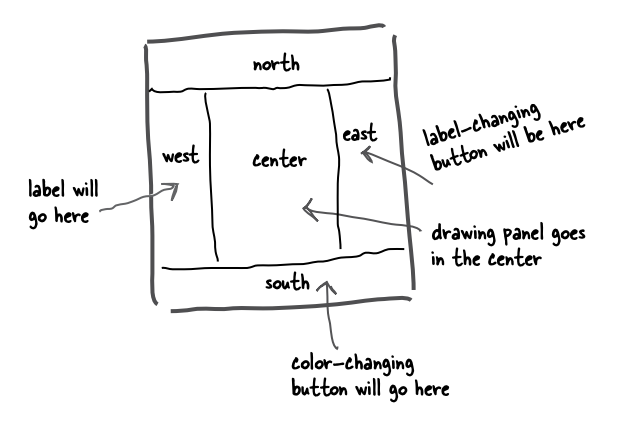 north
west
center
east
south
label-changing
button will be here
label will
go here
drawing panel goes
in the center
color-changing
button will go here